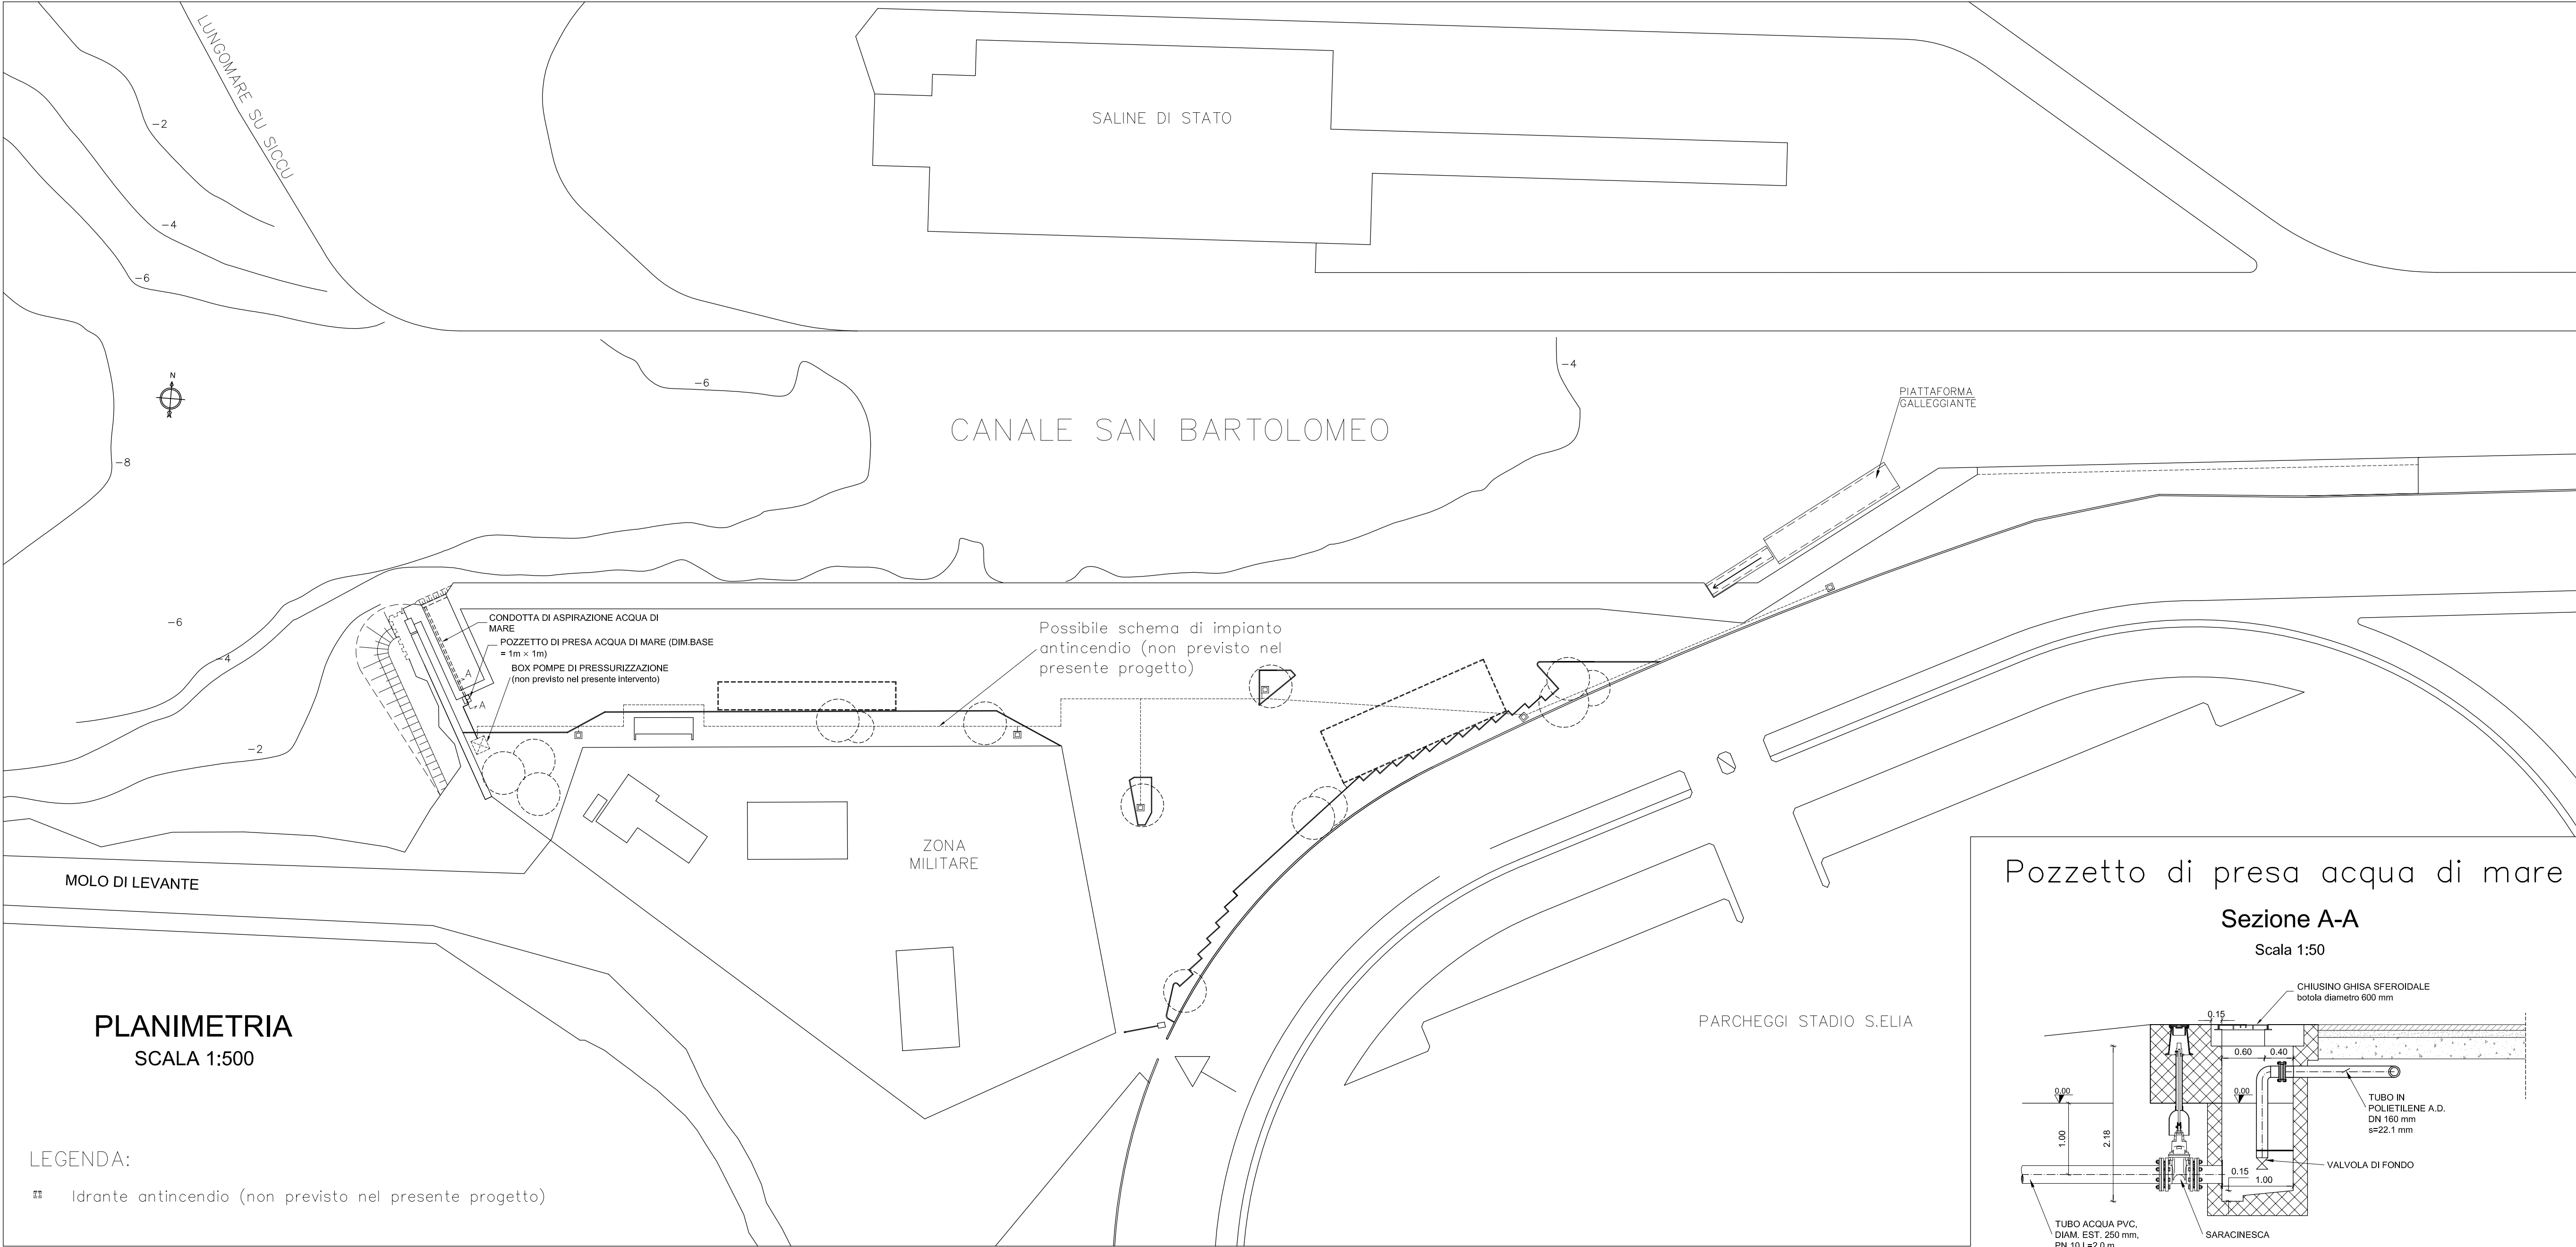 LUNGOMARE SU SICCU
SALINE DI STATO
-2
-4
-6
N
-6
-4
-8
CANALE SAN BARTOLOMEO
PIATTAFORMA
GALLEGGIANTE
-6
-4
-2
CONDOTTA DI ASPIRAZIONE ACQUA DI
MARE
POZZETTO DI PRESA ACQUA DI MARE (DIM.BASE
= 1m × 1m)
BOX POMPE DI PRESSURIZZAZIONE
(non previsto nel presente intervento)
A
A
Possibile schema di impianto
antincendio (non previsto nel
presente progetto)
ZONA
MILITARE
MOLO DI LEVANTE
PLANIMETRIA
SCALA 1:500
LEGENDA:
Idrante antincendio (non previsto nel presente progetto)
PARCHEGGI STADIO S.ELIA
Pozzetto di presa acqua di mare
Sezione A-A
Scala 1:50
CHIUSINO GHISA SFEROIDALE
botola diametro 600 mm
0.15
0.60
0.40
0.00
0.00
1.00
2.18
TUBO IN
POLIETILENE A.D.
DN 160 mm
s=22.1 mm
VALVOLA DI FONDO
0.15
1.00
TUBO ACQUA PVC,
DIAM. EST. 250 mm,
PN 10 L=2.0 m
SARACINESCA